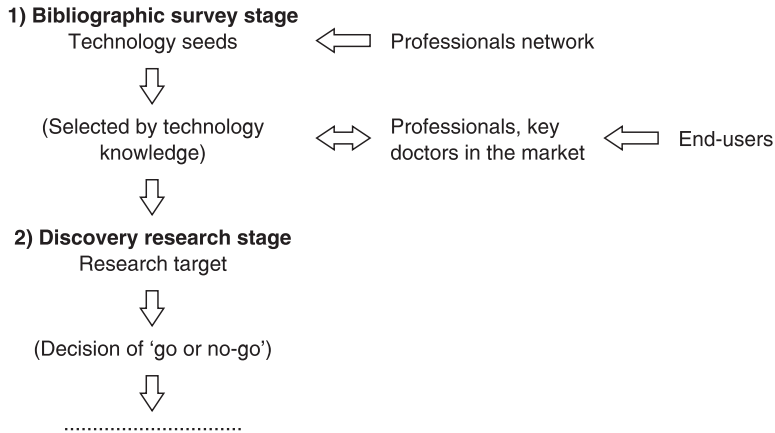 1) Bibliographic survey stage
Technology seeds
Professionals network
(Selected by technology
knowledge)
Professionals, key
doctors in the market
End-users
2) Discovery research stage
Research target
(Decision of ‘go or no-go’)